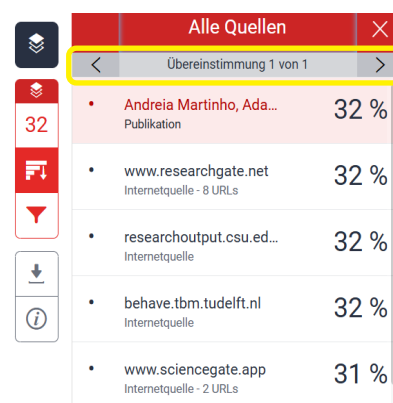 Alle Quellen
Übereinstimmung 1 von 1
32
Andreia Martinho, Ada...
32 %
Publikation
www.researchgate.net
32 %
Internetquelle - 8 URLs
researchoutput.csu.ed...
32 %
Internetquelle
behave.tbm.tudelft.nl
32 %
Internetquelle
www.sciencegate.app
31 %
Internetquelle - 2 URLs